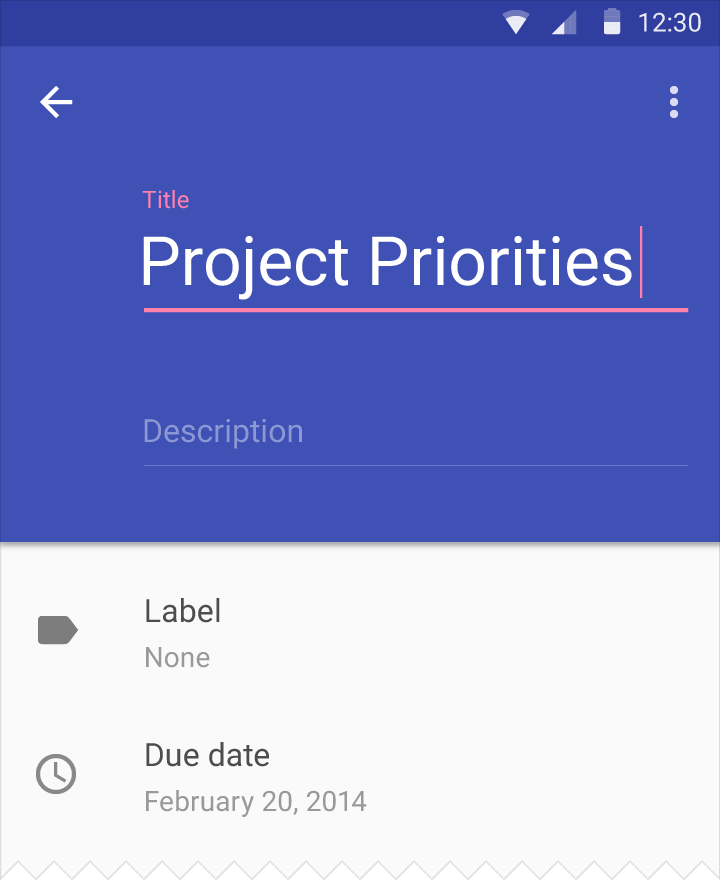 12:30
Title
Project Priorities
Description
Label
None
Due date
February 20, 2014